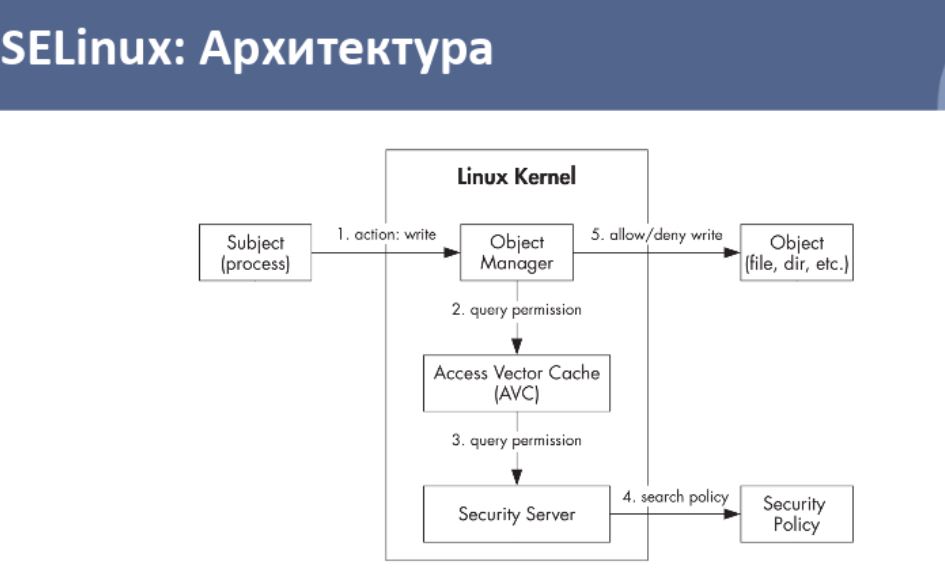 SELinux: Архитектура
Linux Kernel
Subject
(process)
1. action: write
Object
Manager
5. allow/deny write
Object
(file, dir, etc.)
2. query permission
Access Vector Cache
(AVC)
3. query permission
Security Server
4. search policy
Security
Policy